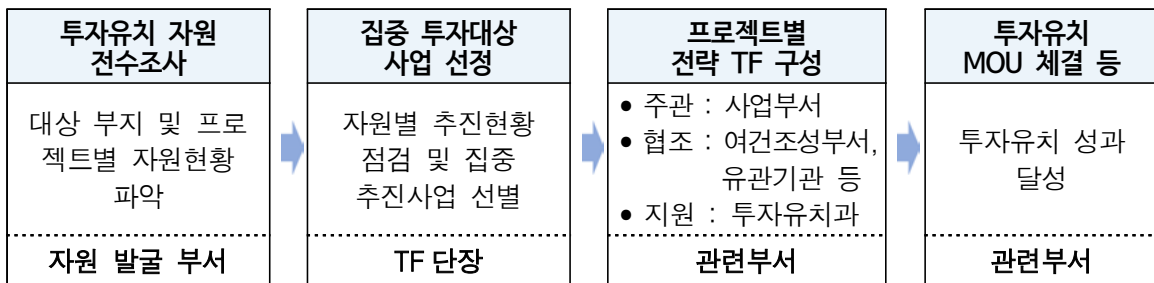 투자유치 자원
전수조사
대상 부지 및 프로
젝트별 자원현황
파악
자원 발굴 부서
집중 투자대상
사업 선정
자원별 추진현황
점검 및 집중
추진사업 선별
TF 단장
프로젝트별
전략 TF 구성
• 주관 : 사업부서
• 협조 : 여건조성부서,
유관기관 등
• 지원 : 투자유치과
관련부서
투자유치
MOU 체결 등
투자유치 성과
달성
관련부서